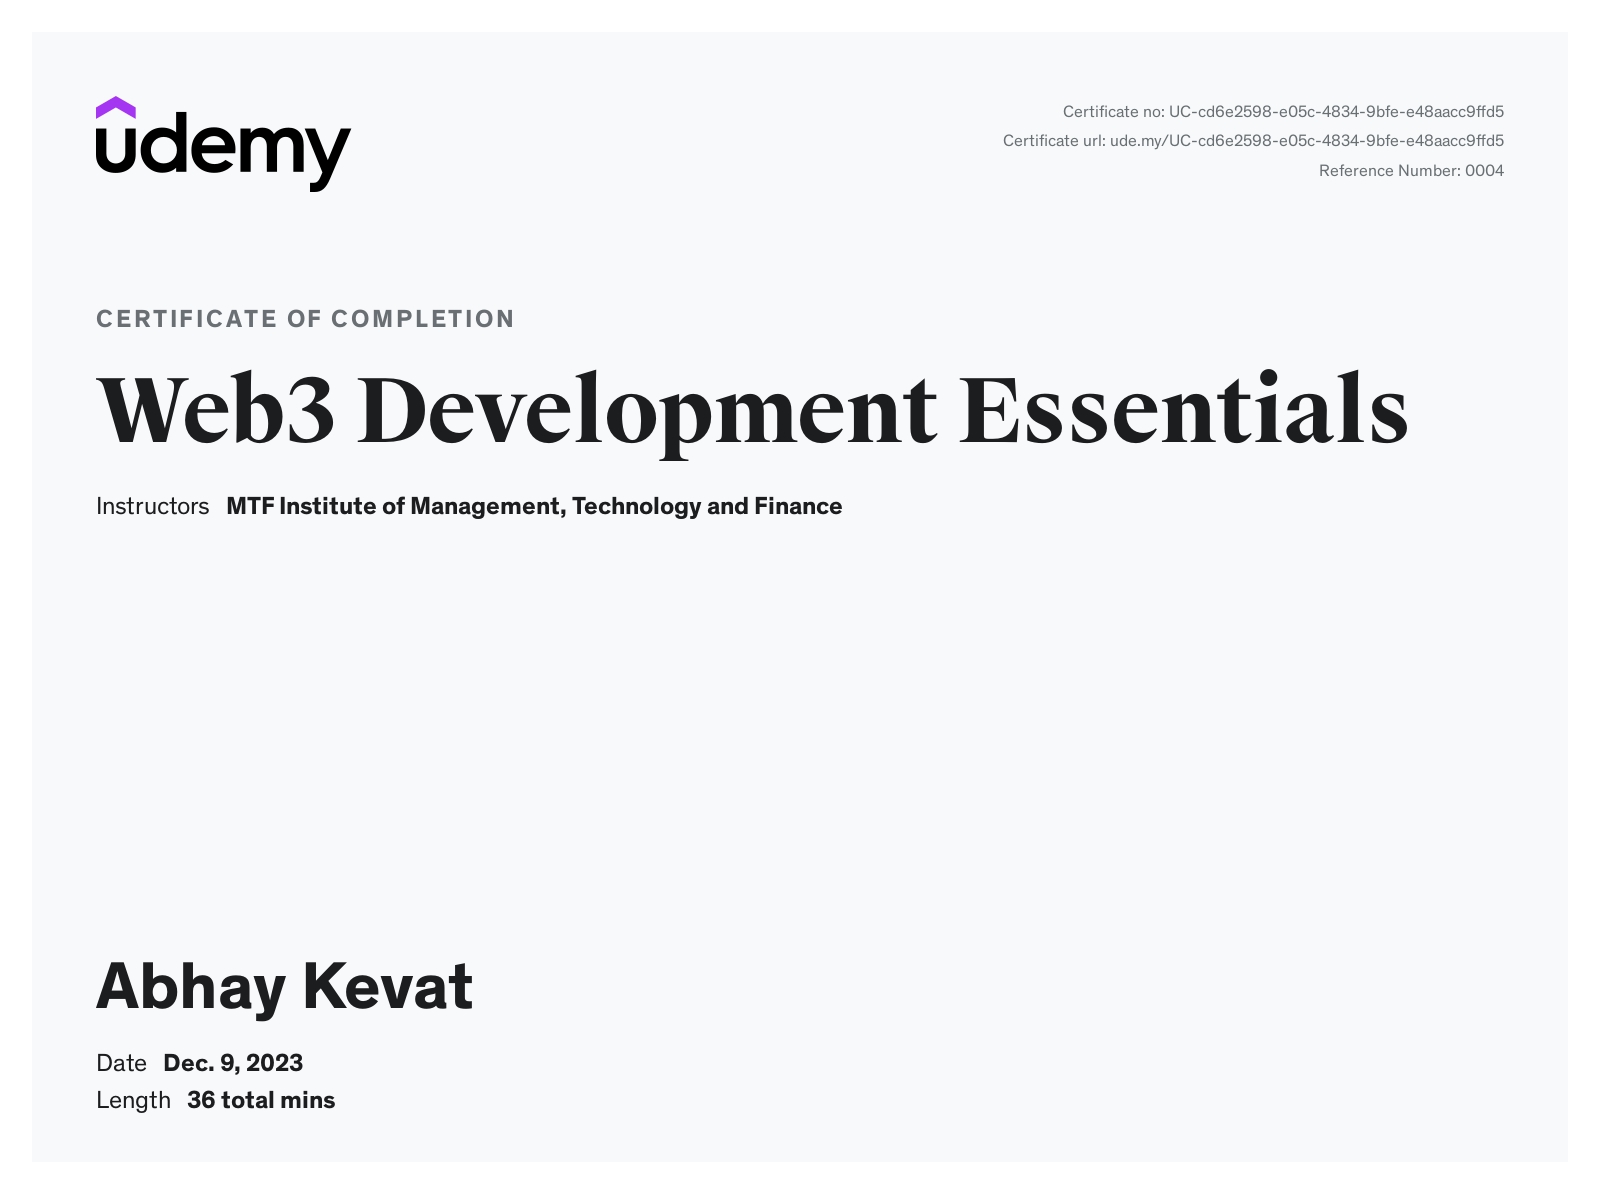 udemy
Certificate no: UC-cd6e2598-e05c-4834-9bfe-e48aacc9ffd5
Certificate url: ude.my/UC-cd6e2598-e05c-4834-9bfe-e48aacc9ffd5
Reference Number: 0004
CERTIFICATE OF COMPLETION
Web3 Development Essentials
Instructors MTF Institute of Management, Technology and Finance
Abhay Kevat
Date Dec. 9, 2023
Length 36 total mins